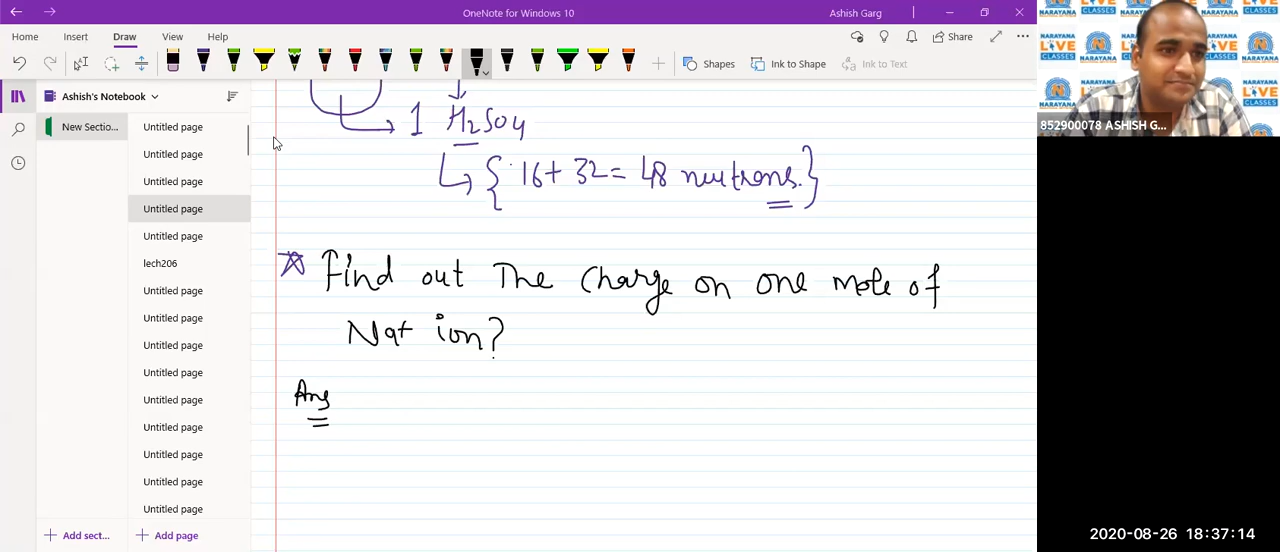 OneNote for Windows 10
Ashish Garg
Home Insert Draw View Help
Share
Shapes Ink to Shape Ink to Text
Ashish's Notebook
New Sectio...
Untitled page
Untitled page
Untitled page
Untitled page
Untitled page
lech206
Untitled page
Untitled page
Untitled page
Untitled page
Untitled page
Untitled page
Untitled page
Untitled page
Untitled page
Add sect...
Add page
1 H2SO4
{16+32=48 neutrons.}
Find out The Charge on one mole of
Na+ ion?
Ans
NARAYANA
LIVE
CLASSES
852900078 ASHISH G...
2020-08-26 18:37:14